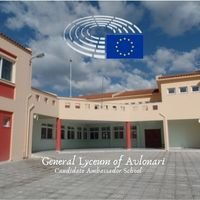 General Lyceum of Avlonari
Candidate Ambassador School